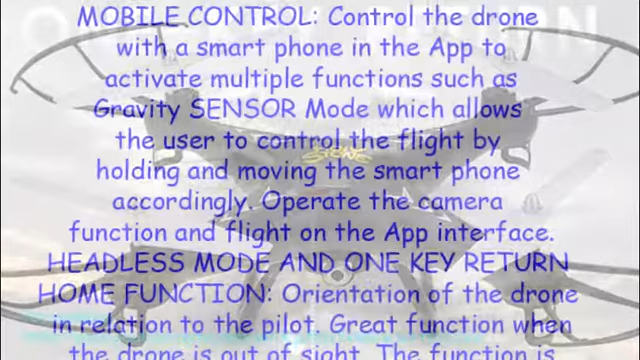 MOBILE CONTROL: Control the drone
with a smart phone in the App to
activate multiple functions such as
Gravity SENSOR Mode which allows
the user to control the flight by
holding and moving the smart phone
accordingly. Operate the camera
function and flight on the App interface.
HEADLESS MODE AND ONE KEY RETURN
HOME FUNCTION: Orientation of the drone
in relation to the pilot. Great function when
the drone is out of sight. The function is